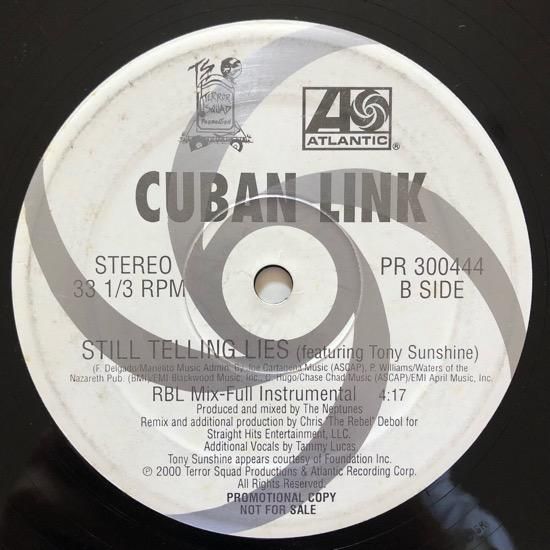 TS
TERROR
SQUAD
ATLANTIC ®
CUBAN LINK
STEREO
33 1/3 RPM
PR 300444
B SIDE
STILL TELLING LIES (featuring Tony Sunshine)
(F. Delgado/Manelito Music Admin. by Joe Cartagena Music (ASCAP), P. Williams/Waters of the
Nazareth Pub. (BMI)/EMI Blackwood Music, Inc., C. Hugo/Chase Chad Music (ASCAP)/EMI April Music, Inc.
RBL Mix-Full Instrumental 4:17
Produced and mixed by The Neptunes
Remix and additional production by Chris "The Rebel" Debol for
Straight Hits Entertainment, LLC.
Additional Vocals by Tammy Lucas
Tony Sunshine appears courtesy of Foundation Inc.
℗ 2000 Terror Squad Productions & Atlantic Recording Corp.
All Rights Reserved.
PROMOTIONAL COPY
NOT FOR SALE